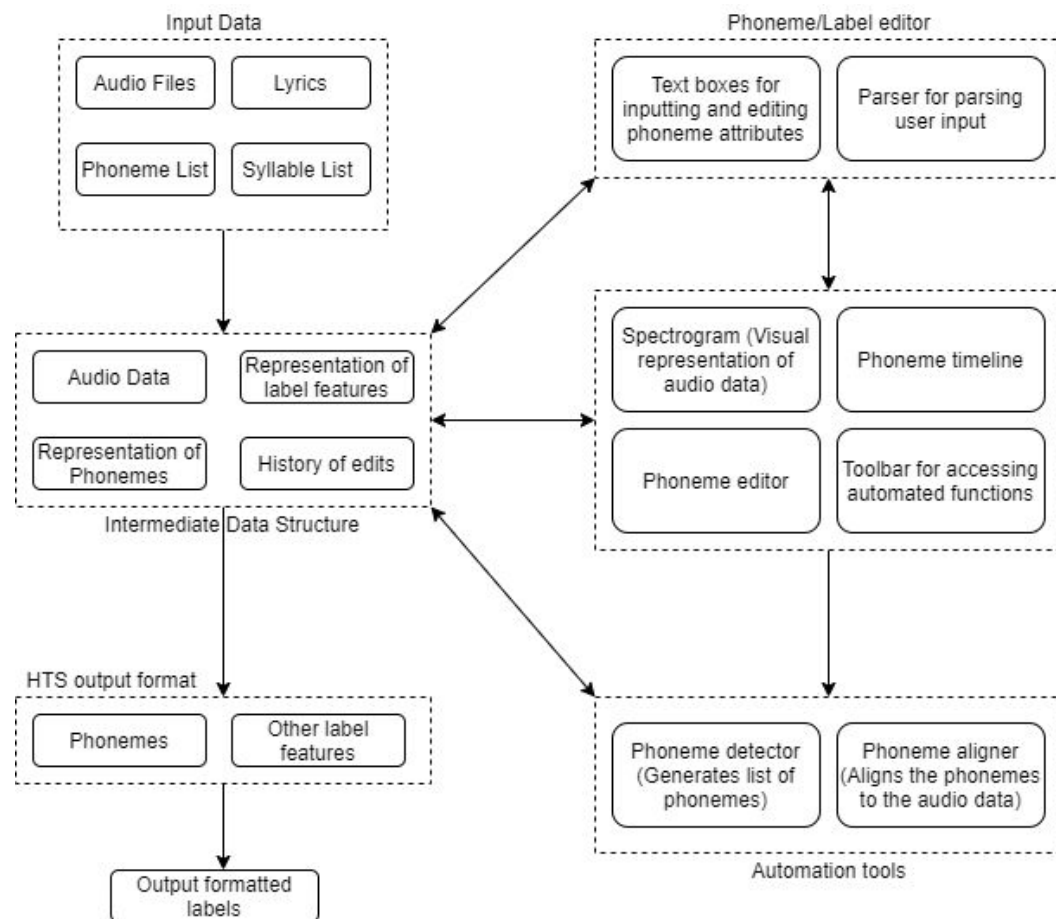 Input Data
Audio Files
Lyrics
Phoneme List
Syllable List
Phoneme/Label editor
Text boxes for
inputting and editing
phoneme attributes
Parser for parsing
user input
Audio Data
Representation of
label features
Representation of
Phonemes
History of edits
Intermediate Data Structure
Spectrogram (Visual
representation of
audio data)
Phoneme timeline
Phoneme editor
Toolbar for accessing
automated functions
HTS output format
Phonemes
Other label
features
Output formatted
labels
Phoneme detector
(Generates list of
phonemes)
Phoneme aligner
(Aligns the phonemes
to the audio data)
Automation tools